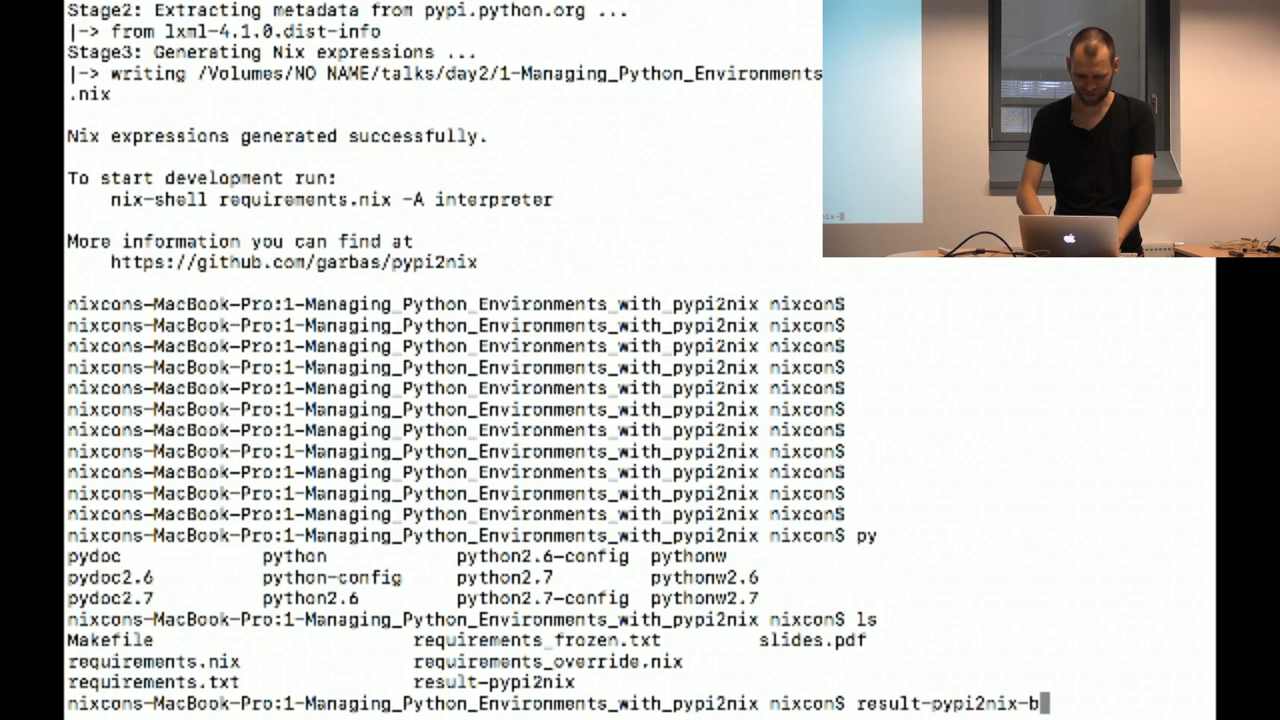 Stage2: Extracting metadata from pypi.python.org ...
|-> from lxml-4.1.0.dist-info
Stage3: Generating Nix expressions ...
|-> writing /Volumes/NO NAME/talks/day2/1-Managing_Python_Environments
.nix
Nix expressions generated successfully.
To start development run:
nix-shell requirements.nix -A interpreter
More information you can find at
https://github.com/garbas/pypi2nix
nixcons-MacBook-Pro:1-Managing_Python_Environments_with_pypi2nix nixcon$
nixcons-MacBook-Pro:1-Managing_Python_Environments_with_pypi2nix nixcon$
nixcons-MacBook-Pro:1-Managing_Python_Environments_with_pypi2nix nixcon$
nixcons-MacBook-Pro:1-Managing_Python_Environments_with_pypi2nix nixcon$
nixcons-MacBook-Pro:1-Managing_Python_Environments_with_pypi2nix nixcon$
nixcons-MacBook-Pro:1-Managing_Python_Environments_with_pypi2nix nixcon$
nixcons-MacBook-Pro:1-Managing_Python_Environments_with_pypi2nix nixcon$
nixcons-MacBook-Pro:1-Managing_Python_Environments_with_pypi2nix nixcon$
nixcons-MacBook-Pro:1-Managing_Python_Environments_with_pypi2nix nixcon$
nixcons-MacBook-Pro:1-Managing_Python_Environments_with_pypi2nix nixcon$
nixcons-MacBook-Pro:1-Managing_Python_Environments_with_pypi2nix nixcon$
nixcons-MacBook-Pro:1-Managing_Python_Environments_with_pypi2nix nixcon$ py
pydoc python python2.6-config pythonw
pydoc2.6 python-config python2.7 pythonw2.6
pydoc2.7 python2.6 python2.7-config pythonw2.7
nixcons-MacBook-Pro:1-Managing_Python_Environments_with_pypi2nix nixcon$ ls
Makefile requirements_frozen.txt slides.pdf
requirements.nix requirements_override.nix
requirements.txt result-pypi2nix
nixcons-MacBook-Pro:1-Managing_Python_Environments_with_pypi2nix nixcon$ result-pypi2nix-b